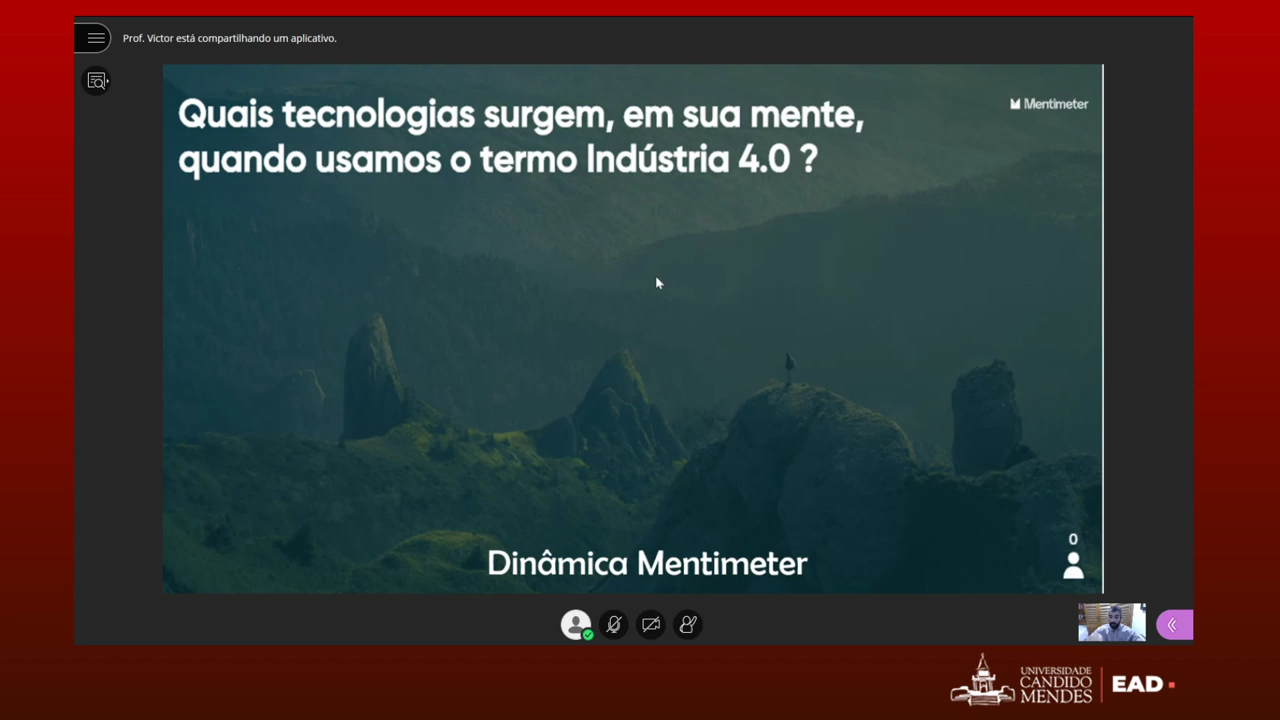 Prof. Victor está compartilhando um aplicativo.
Quais tecnologias surgem, em sua mente,
quando usamos o termo Indústria 4.0 ?
Mentimeter
0
Dinâmica Mentimeter
UNIVERSIDADE
CANDIDO
MENDES
EAD